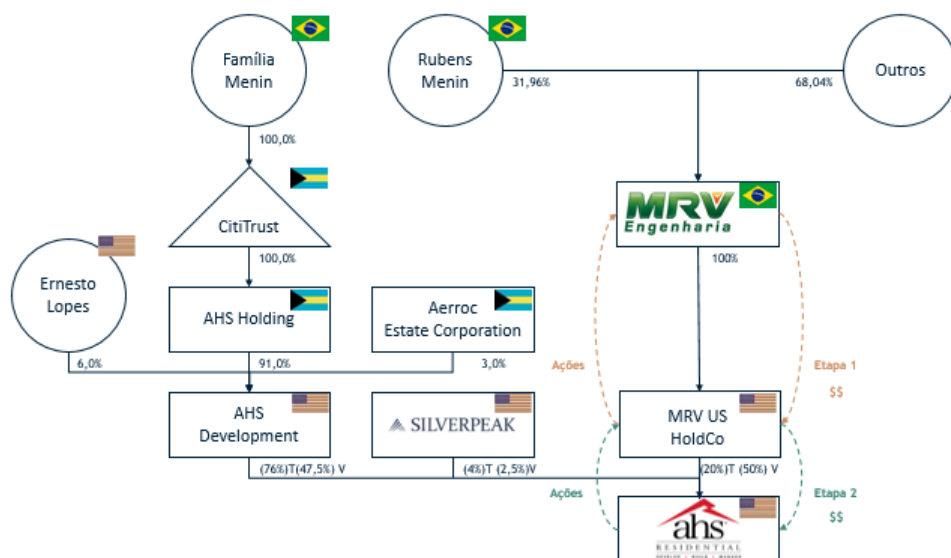 Família
Menin
Rubens
Menin
Outros
31,96%
68,04%
100,0%
CitiTrust
MRV
Engenharia
100,0%
100%
Ernesto
Lopes
AHS Holding
Aerroc
Estate Corporation
6,0%
91,0%
3,0%
Ações
Etapa 1
$$
AHS
Development
SILVERPEAK
MRV US
HoldCo
(76%)T(47,5%) V
(4%)T (2,5%)V
(20%)T (50%) V
Ações
Etapa 2
$$
ahs
RESIDENTIAL